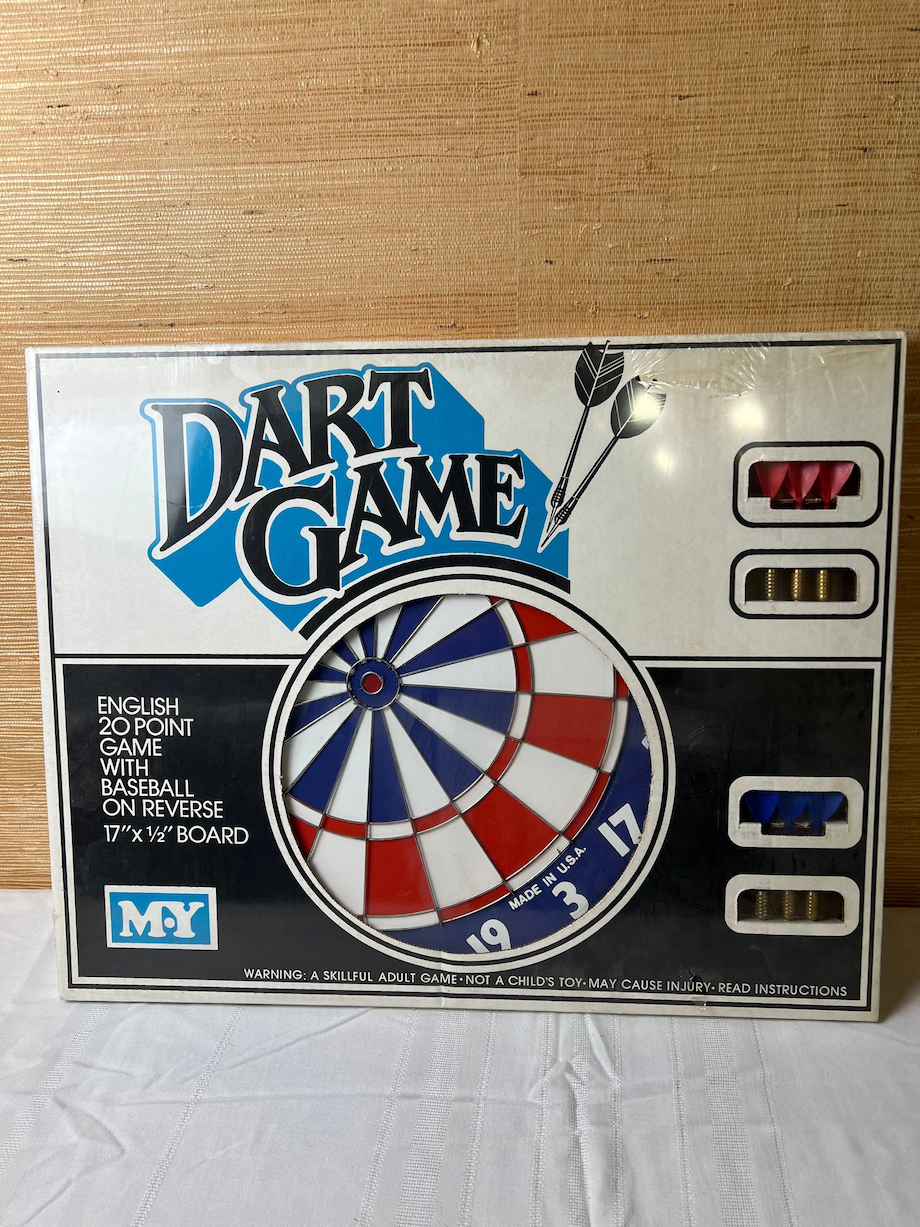 DART
GAME
ENGLISH
20 POINT
GAME
WITH
BASEBALL
ON REVERSE
17" x 1/2" BOARD
M·Y
17
MADE IN U.S.A.
3
19
WARNING: A SKILLFUL ADULT GAME • NOT A CHILD'S TOY • MAY CAUSE INJURY • READ INSTRUCTIONS